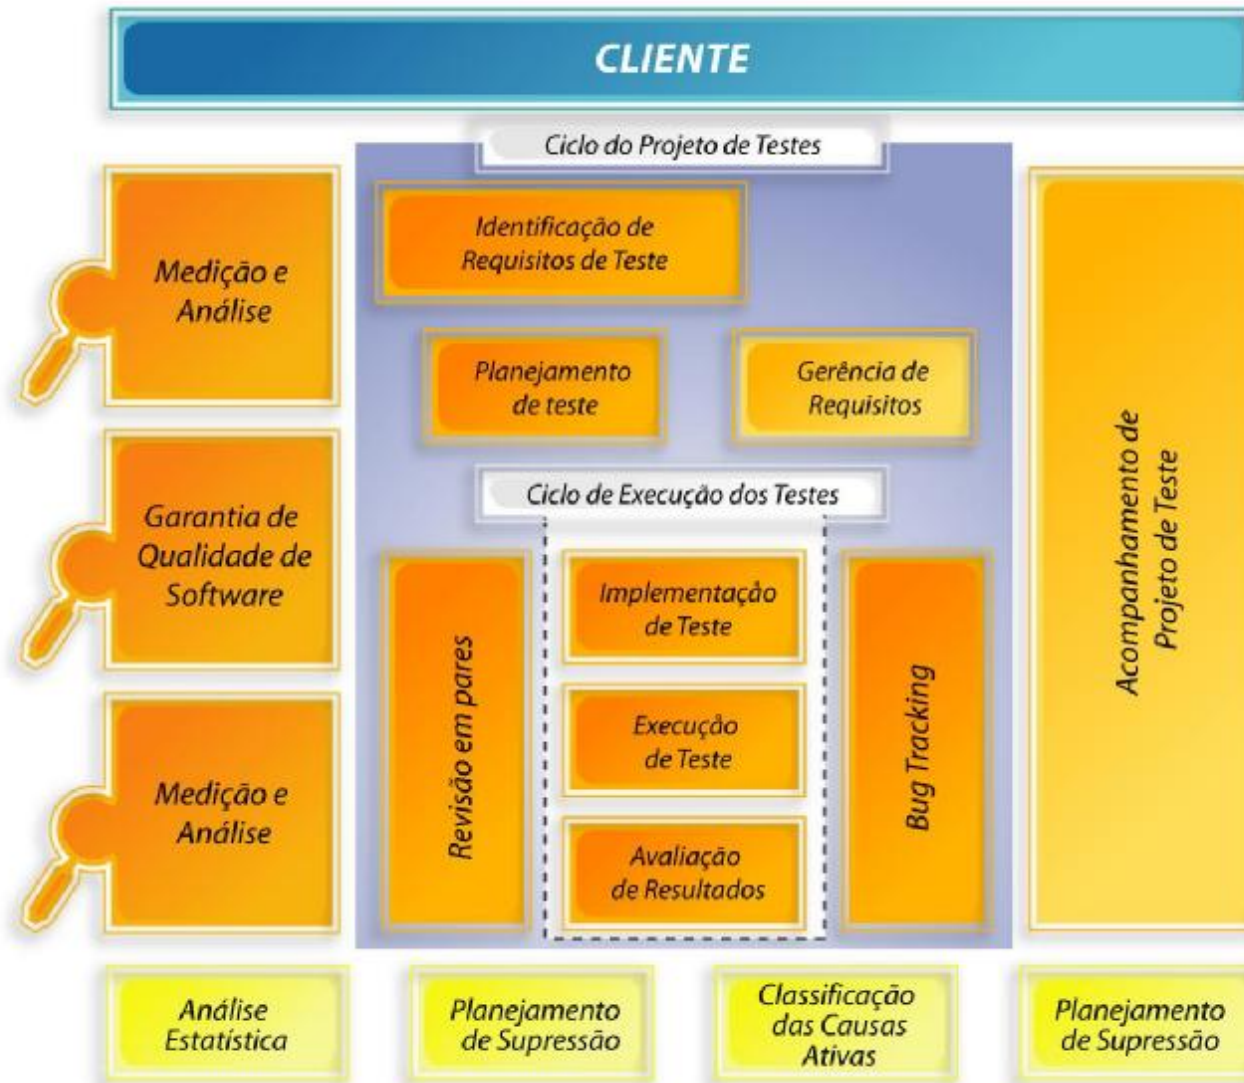 CLIENTE
Ciclo do Projeto de Testes
Identificação de
Requisitos de Teste
Medição e
Análise
Planejamento
de teste
Gerência de
Requisitos
Ciclo de Execução dos Testes
Garantia de
Qualidade de
Software
Revisão em pares
Implementação
de Teste
Execução
de Teste
Avaliação
de Resultados
Bug Tracking
Acompanhamento de
Projeto de Teste
Medição e
Análise
Análise
Estatística
Planejamento
de Supressão
Classificação
das Causas
Ativas
Planejamento
de Supressão